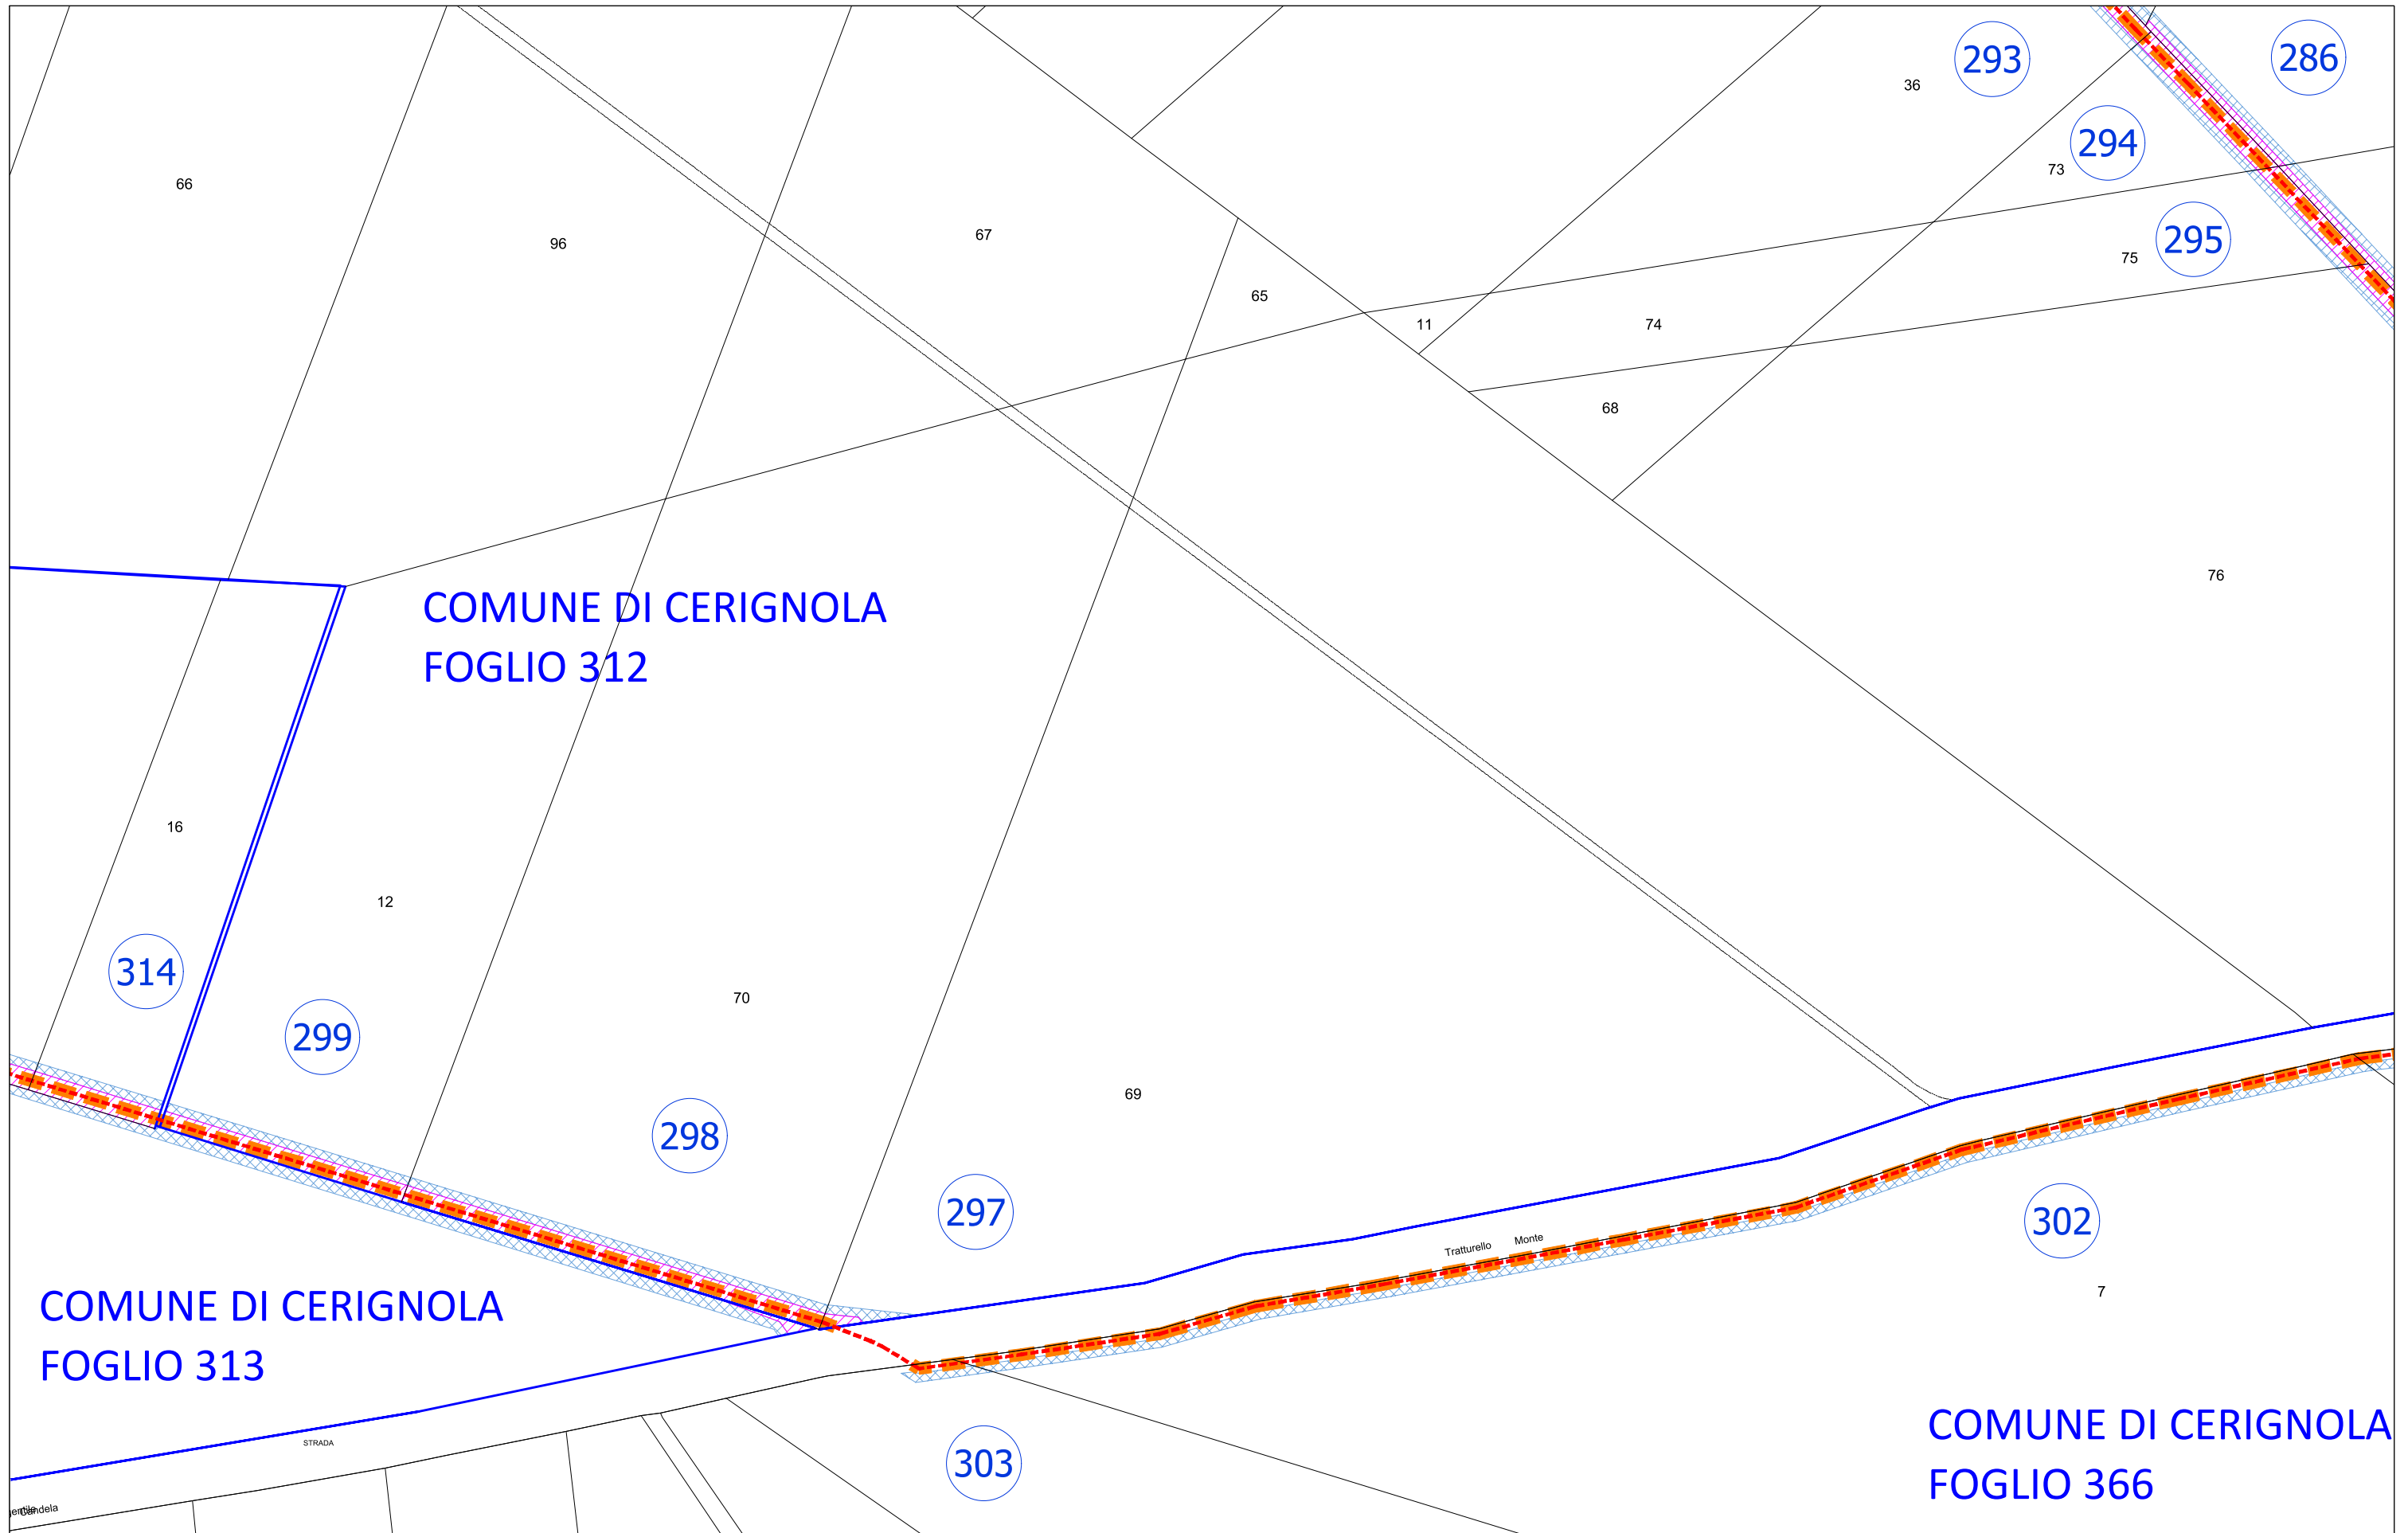 293
286
36
294
73
66
295
67
96
75
65
11
74
68
76
COMUNE DI CERIGNOLA
FOGLIO 312
16
12
314
70
299
69
298
297
302
Tratturello Monte
7
COMUNE DI CERIGNOLA
FOGLIO 313
COMUNE DI CERIGNOLA
FOGLIO 366
STRADA
303
Candela